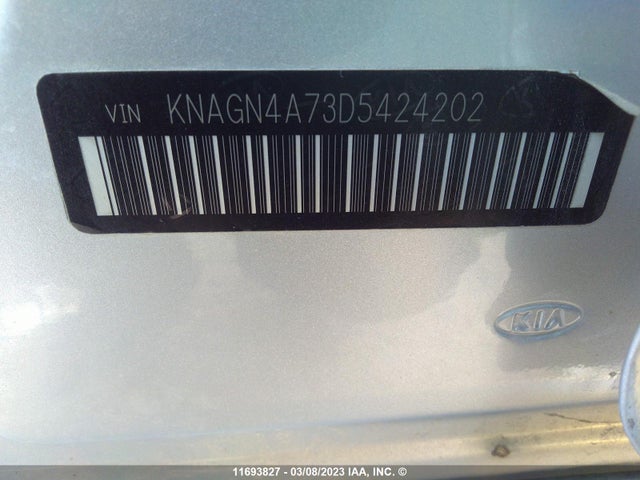 VIN KNAGN4A73D5424202
KIA
11693827 - 03/08/2023 IAA, INC. ©